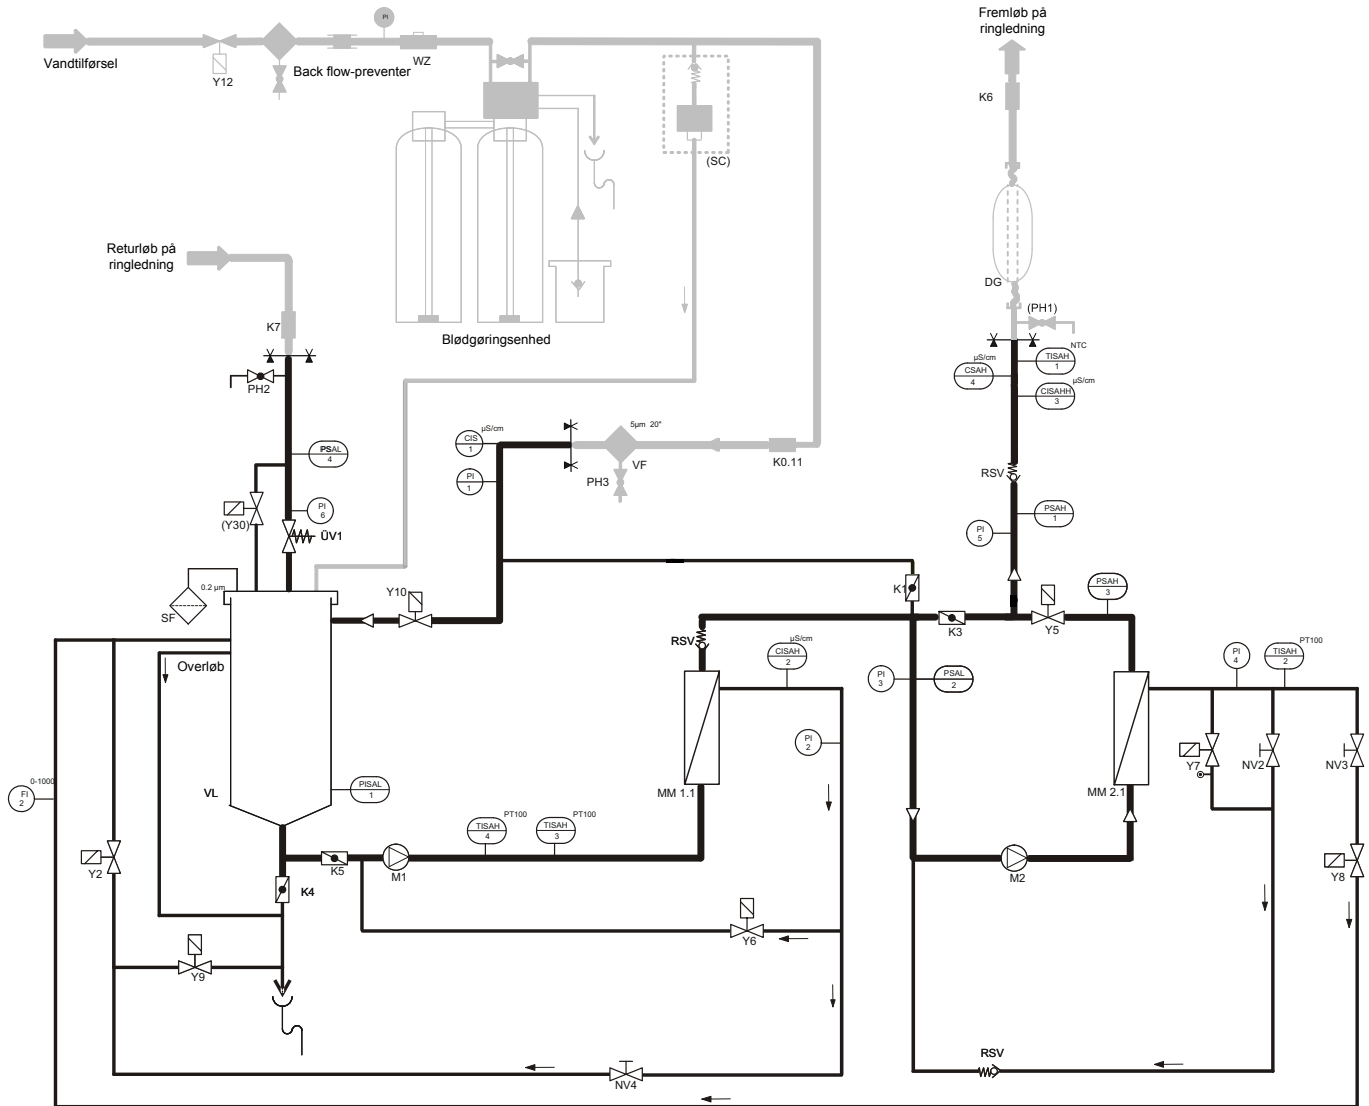 Fremløb på
ringledning
PI
Vandtilførsel
Y12
Back flow-preventer
WZ
K6
(SC)
Returløb på
ringledning
DG
(PH1)
K7
Blødgøringsenhed
NTC
TISAH
1
µS/cm
CSAH
4
PH2
µS/cm
CISAHH
3
5µm 20"
µS/cm
CIS
1
PSAL
4
VF
K0.11
PI
1
PH3
RSV
PI
6
PSAH
1
(Y30)
ÜV1
PI
5
0.2 µm
SF
Y10
K1
PSAH
3
K3
Y5
RSV
µS/cm
CISAH
2
PI
4
TISAH
2
PT100
Overløb
PI
3
PSAL
2
PI
2
Y7
NV2
NV3
0-1000
FI
2
VL
PISAL
1
MM 1.1
MM 2.1
TISAH
4
PT100
TISAH
3
PT100
K5
M1
M2
Y2
Y8
K4
Y6
Y9
RSV
NV4